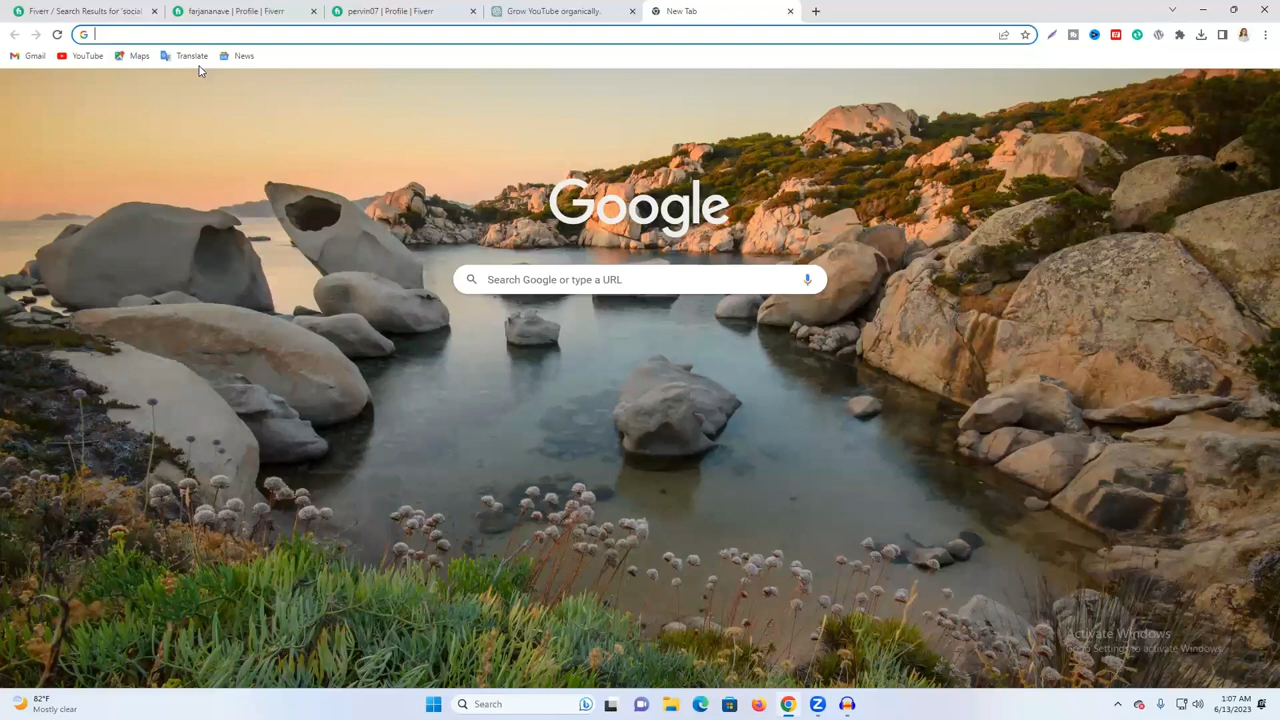 Fiverr / Search Results for 'social
farjananave | Profile | Fiverr
pervin07 | Profile | Fiverr
Grow YouTube organically.
New Tab
Gmail
YouTube
Maps
Translate
News
Google
Search Google or type a URL
Activate Windows
Go to Settings to activate Windows.
82°F
Mostly clear
Search
1:07 AM
6/13/2023